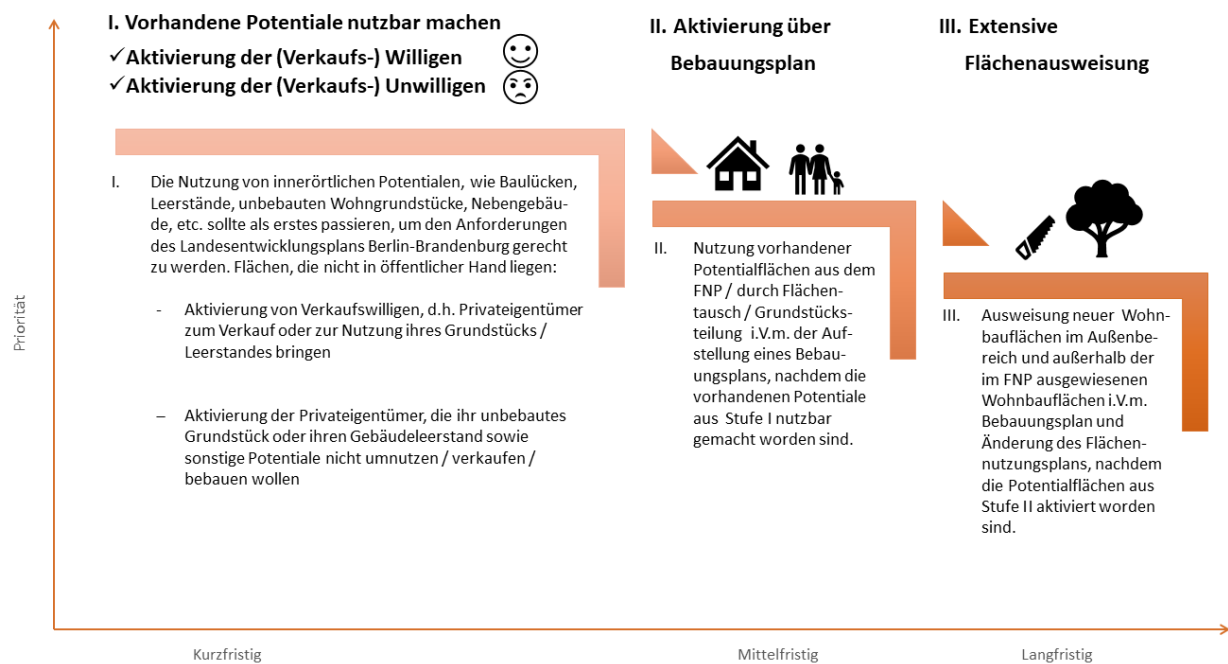 I. Vorhandene Potentiale nutzbar machen
✓Aktivierung der (Verkaufs-) Willigen
✓Aktivierung der (Verkaufs-) Unwilligen
II. Aktivierung über
Bebauungsplan
III. Extensive
Flächenausweisung
I. Die Nutzung von innerörtlichen Potentialen, wie Baulücken,
Leerstände, unbebauten Wohngrundstücke, Nebengebäu-
de, etc. sollte als erstes passieren, um den Anforderungen
des Landesentwicklungsplans Berlin-Brandenburg gerecht
zu werden. Flächen, die nicht in öffentlicher Hand liegen:
- Aktivierung von Verkaufswilligen, d.h. Privateigentümer
zum Verkauf oder zur Nutzung ihres Grundstücks /
Leerstandes bringen
– Aktivierung der Privateigentümer, die ihr unbebautes
Grundstück oder ihren Gebäudeleerstand sowie
sonstige Potentiale nicht umnutzen / verkaufen /
bebauen wollen
II. Nutzung vorhandener
Potentialflächen aus dem
FNP / durch Flächen-
tausch / Grundstücks-
teilung i.V.m. der Auf-
stellung eines Bebau-
ungsplans, nachdem die
vorhandenen Potentiale
aus Stufe I nutzbar
gemacht worden sind.
III. Ausweisung neuer Wohn-
bauflächen im Außenbe-
reich und außerhalb der
im FNP ausgewiesenen
Wohnbauflächen i.V.m.
Bebauungsplan und
Änderung des Flächen-
nutzungsplans, nachdem
die Potentialflächen aus
Stufe II aktiviert worden
sind.
Priorität
Kurzfristig
Mittelfristig
Langfristig